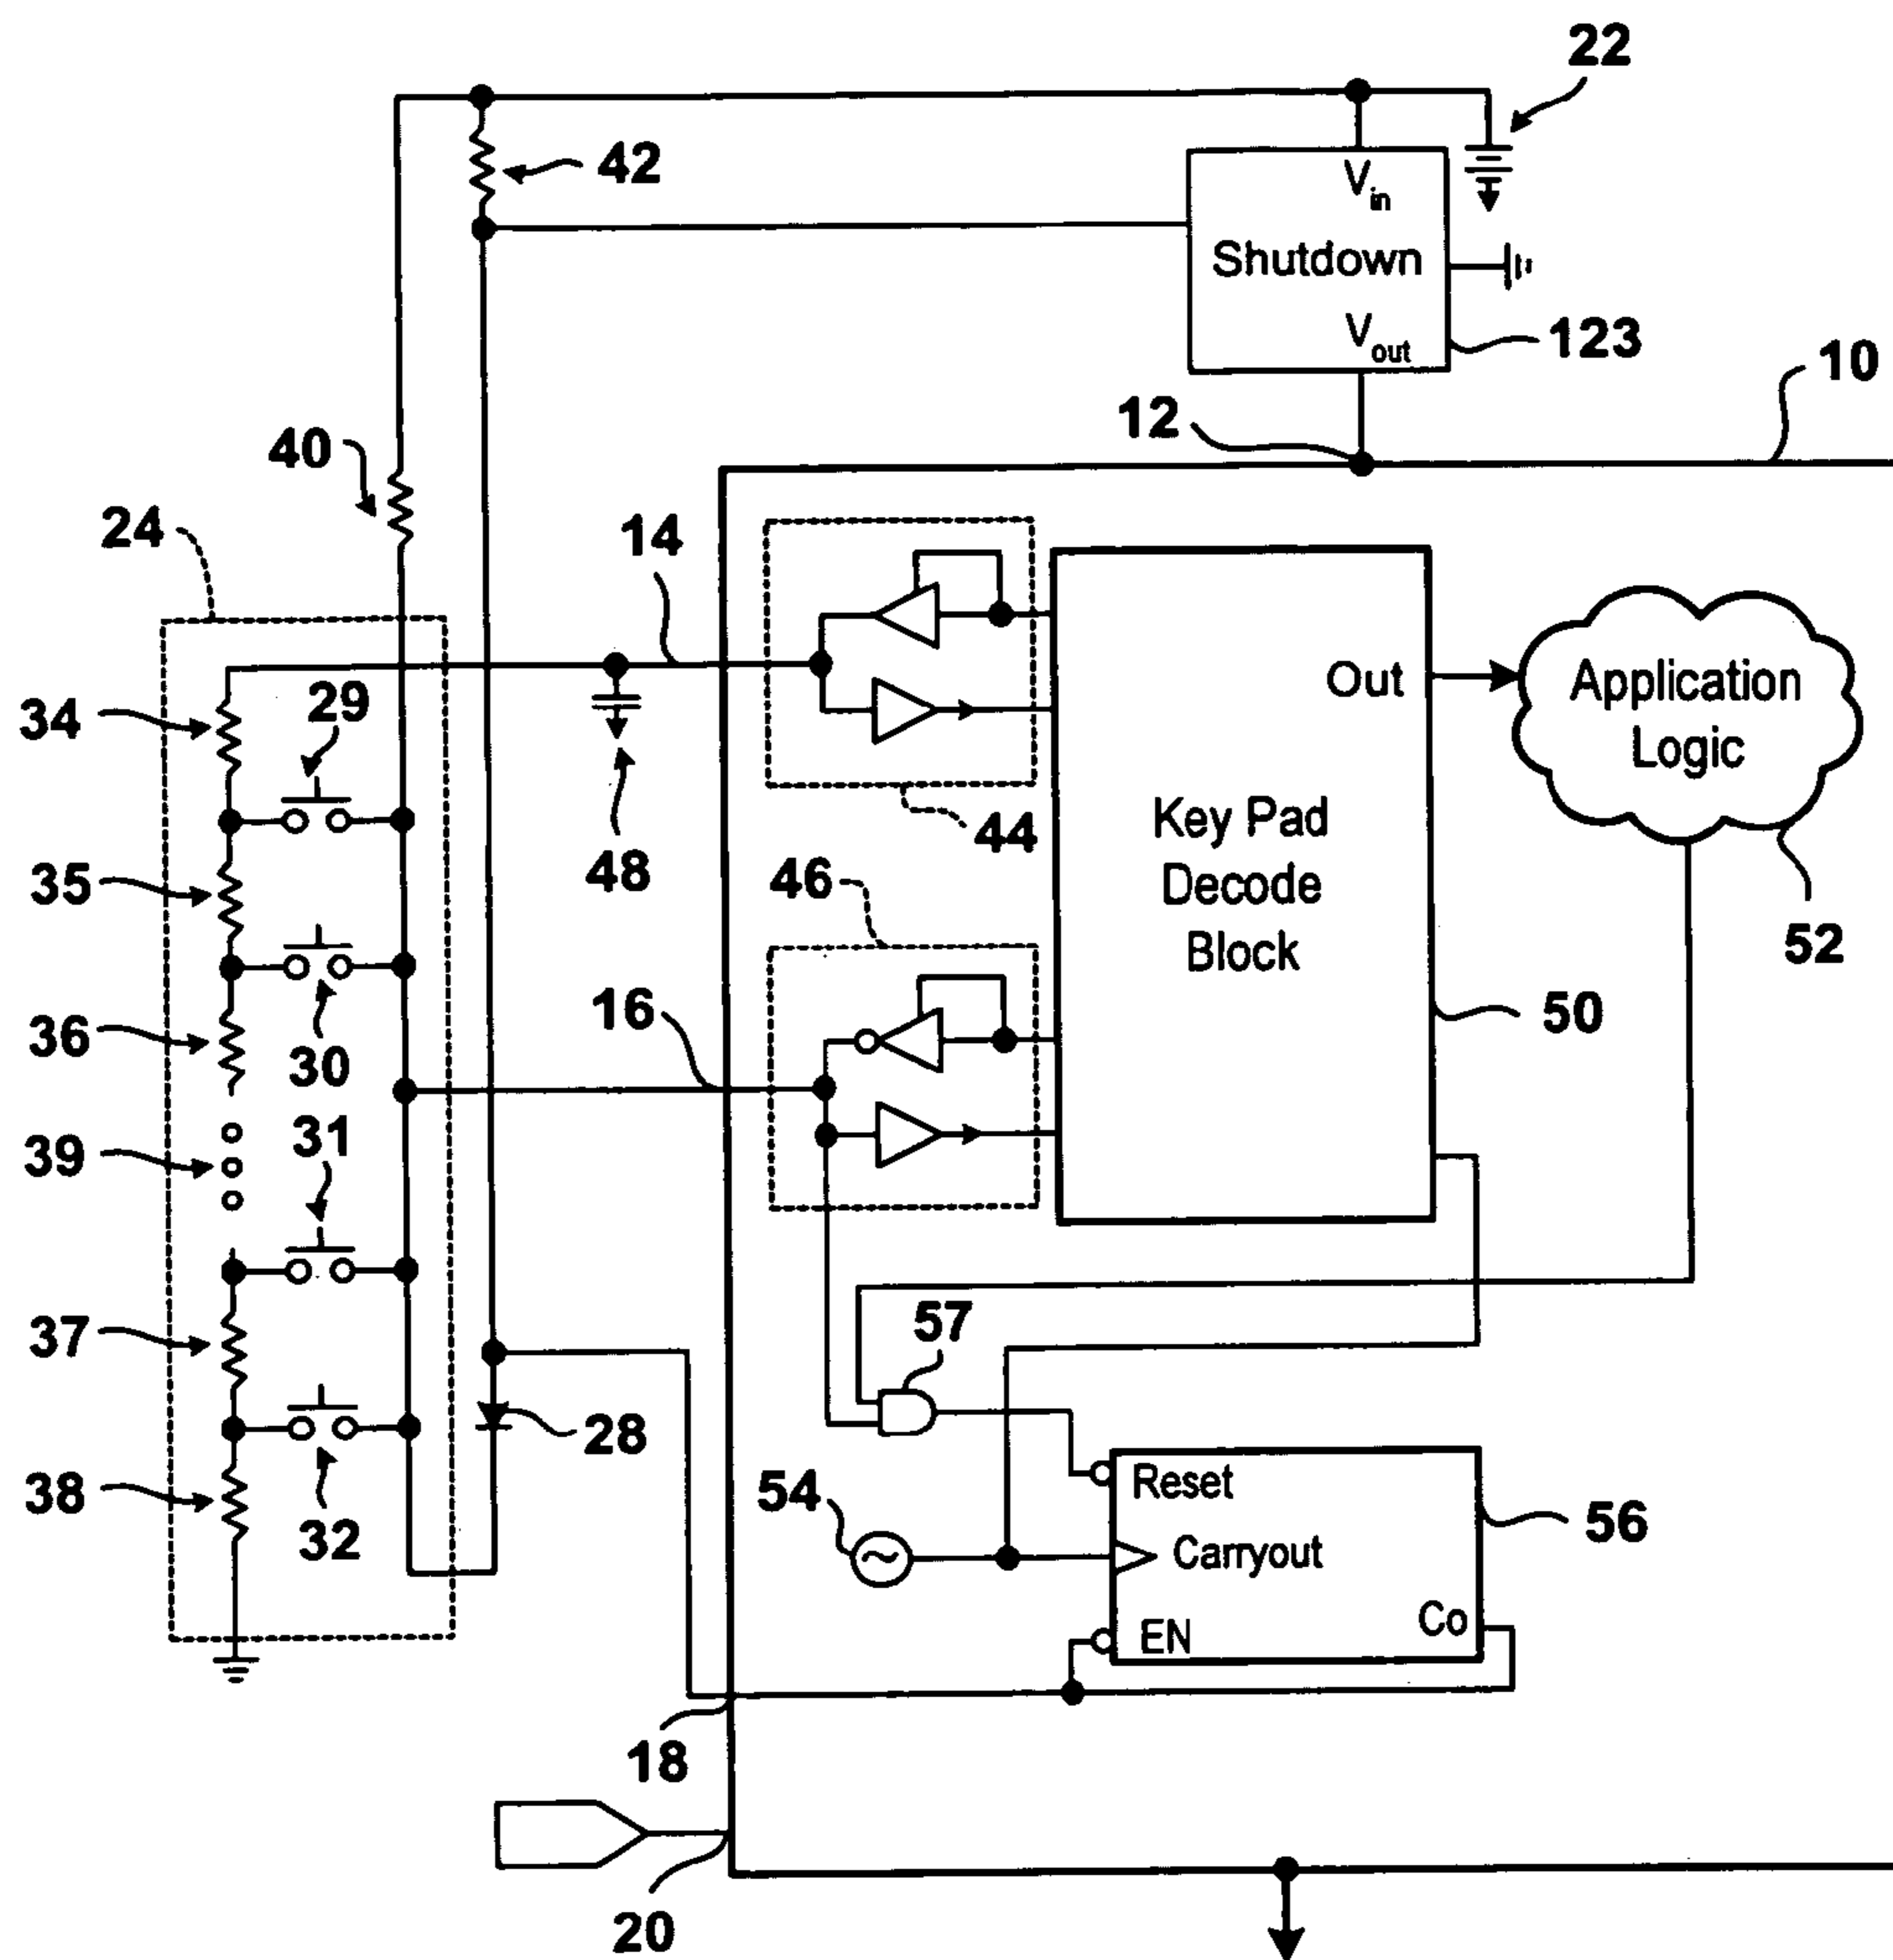 22
42
V in
Shutdown
V out
123
12
10
40
24
14
34
29
Out
Application
Logic
Key Pad
Decode
Block
44
48
35
46
52
30
36
16
50
31
39
57
37
28
Reset
54
56
38
32
Carryout
Co
EN
18
20